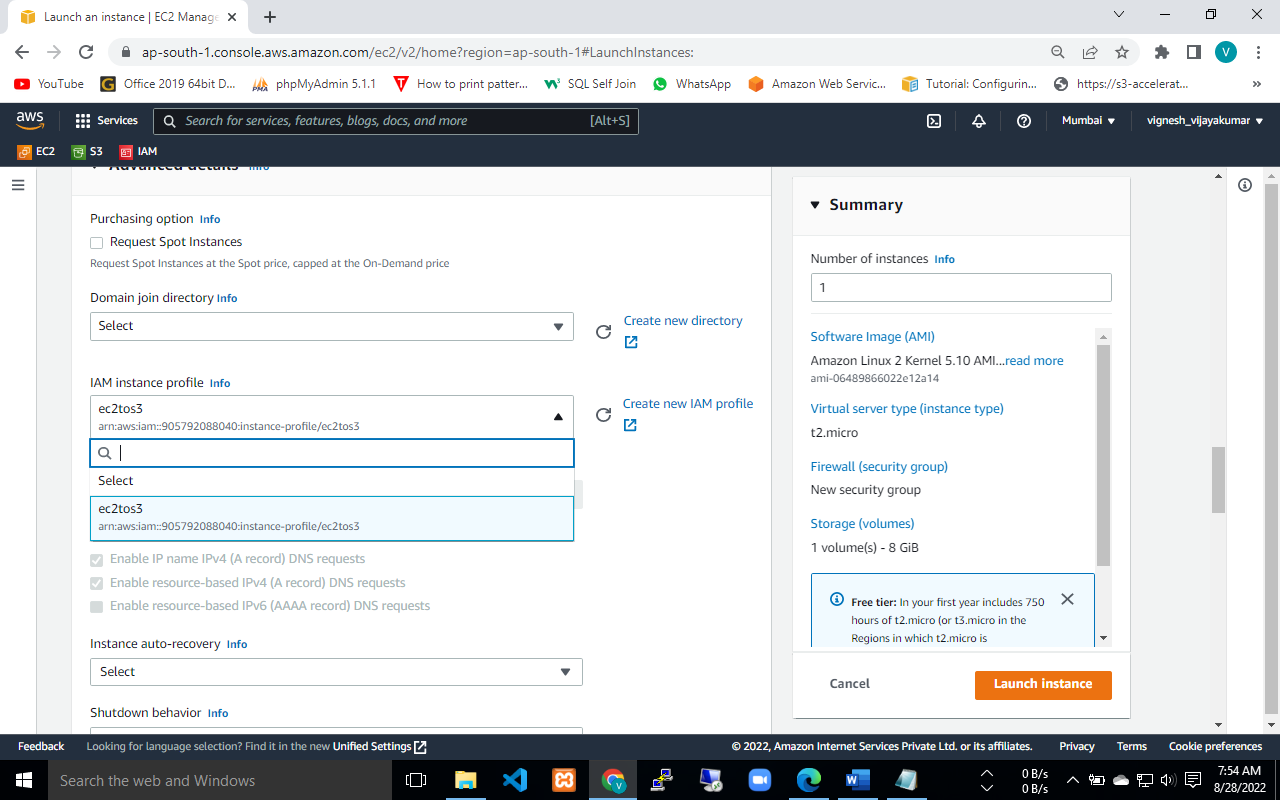 Launch an instance | EC2 Manage
ap-south-1.console.aws.amazon.com/ec2/v2/home?region=ap-south-1#LaunchInstances:
V
YouTube
Office 2019 64bit D...
phpMyAdmin 5.1.1
How to print patter...
SQL Self Join
WhatsApp
Amazon Web Servic...
Tutorial: Configurin...
https://s3-accelerat...
»
aws
Services
Search for services, features, blogs, docs, and more
[Alt+S]
Mumbai
vignesh_vijayakumar
EC2
S3
IAM
Advanced details Info
Purchasing option Info
Request Spot Instances
Request Spot Instances at the Spot price, capped at the On-Demand price
Domain join directory Info
Select
Create new directory
IAM instance profile Info
ec2tos3
arn:aws:iam::905792088040:instance-profile/ec2tos3
Create new IAM profile
Select
ec2tos3
arn:aws:iam::905792088040:instance-profile/ec2tos3
Enable IP name IPv4 (A record) DNS requests
Enable resource-based IPv4 (A record) DNS requests
Enable resource-based IPv6 (AAAA record) DNS requests
Instance auto-recovery Info
Select
Shutdown behavior Info
Summary
Number of instances Info
1
Software Image (AMI)
Amazon Linux 2 Kernel 5.10 AMI...read more
ami-06489866022e12a14
Virtual server type (instance type)
t2.micro
Firewall (security group)
New security group
Storage (volumes)
1 volume(s) - 8 GiB
Free tier: In your first year includes 750
hours of t2.micro (or t3.micro in the
Regions in which t2.micro is
Cancel
Launch instance
Feedback
Looking for language selection? Find it in the new Unified Settings
© 2022, Amazon Internet Services Private Ltd. or its affiliates.
Privacy
Terms
Cookie preferences
Search the web and Windows
0 B/s
0 B/s
7:54 AM
8/28/2022